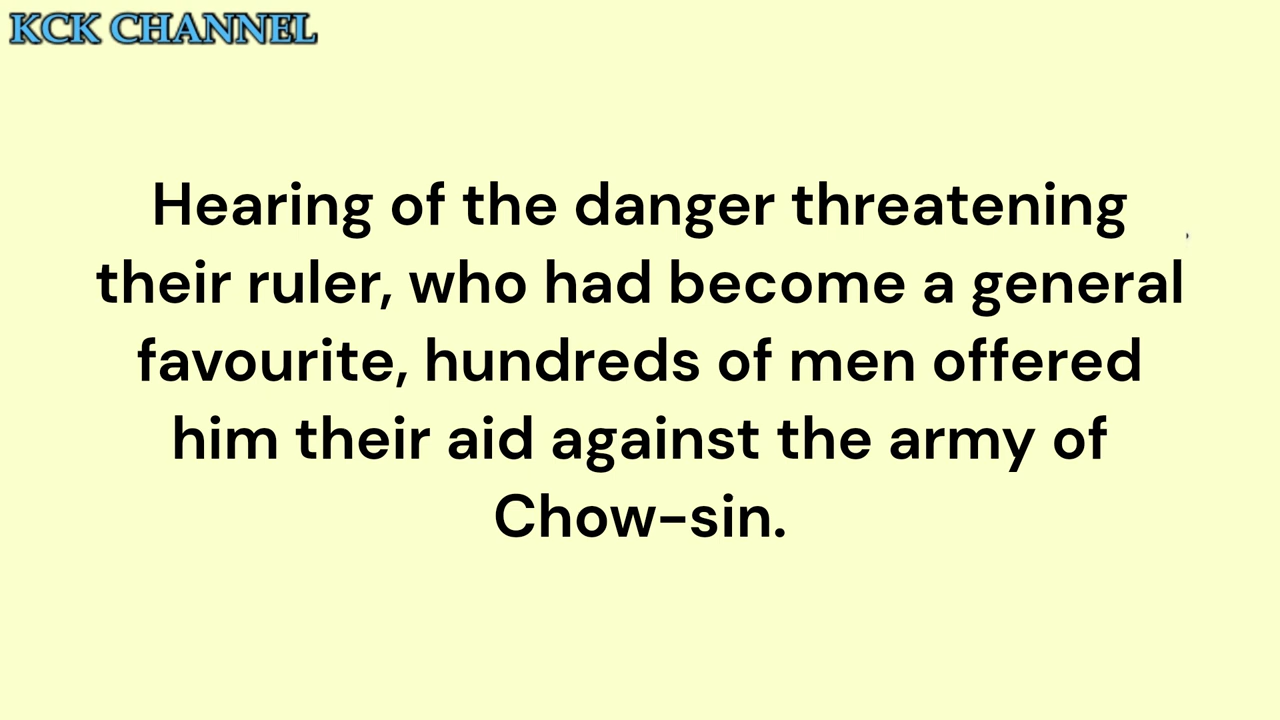 KCK CHANNEL
Hearing of the danger threatening
their ruler, who had become a general
favourite, hundreds of men offered
him their aid against the army of
Chow-sin.